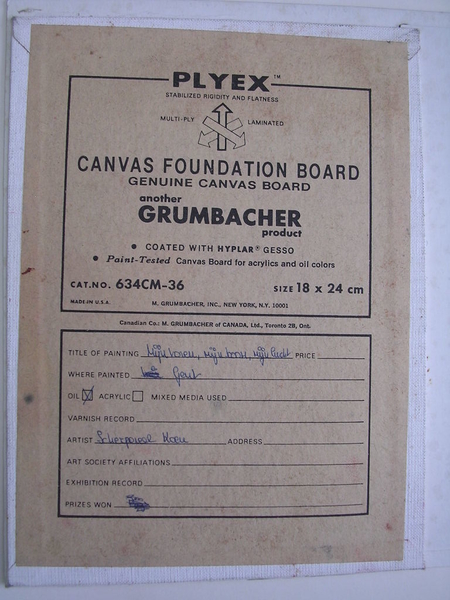 PLYEX™
STABILIZED RIGIDITY AND FLATNESS
MULTI-PLY LAMINATED
CANVAS FOUNDATION BOARD
GENUINE CANVAS BOARD
another
GRUMBACHER
product
• COATED WITH HYPLAR® GESSO
• Paint-Tested Canvas Board for acrylics and oil colors
CAT. NO. 634CM-36 SIZE 18 x 24 cm
MADE IN U.S.A. M. GRUMBACHER, INC., NEW YORK, N.Y. 10001
Canadian Co.: M. GRUMBACHER of CANADA, Ltd., Toronto 2B, Ont.
TITLE OF PAINTING Mijn PRICE
WHERE PAINTED Gent
OIL ACRYLIC MIXED MEDIA USED
VARNISH RECORD
ARTIST ADDRESS
ART SOCIETY AFFILIATIONS
EXHIBITION RECORD
PRIZES WON